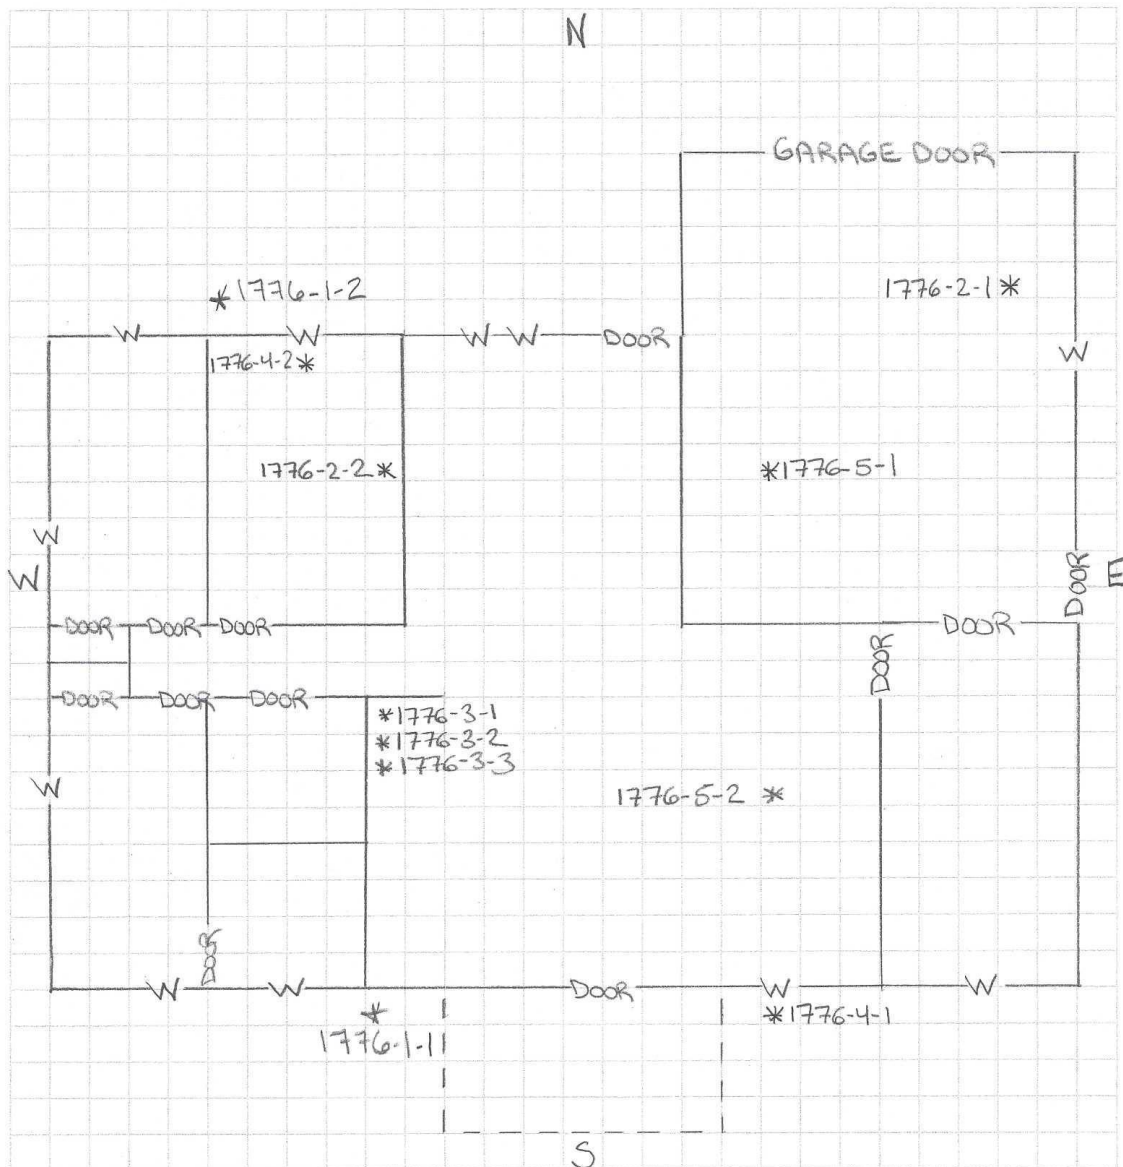 N
GARAGE DOOR
1776-2-1 *
* 1776-1-2
W
W
W W
DOOR
1776-4-2 *
W
1776-2-2 *
* 1776-5-1
W
W
E
DOOR
DOOR
DOOR
DOOR
DOOR
DOOR
DOOR
DOOR
DOOR
* 1776-3-1
* 1776-3-2
* 1776-3-3
W
1776-5-2 *
DOOR
W
W
DOOR
W
W
* 1776-4-1
*
1776-1-1
S